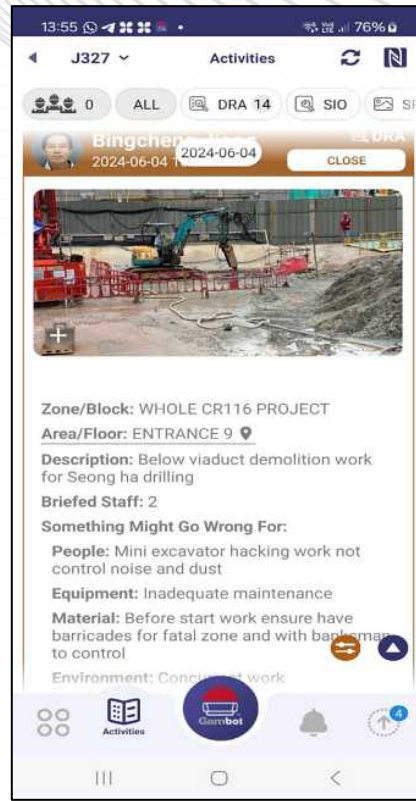 13:55 76%
J327 Activities
0 ALL DRA 14 SIO
DRA
2024-06-04 2024-06-04 CLOSE
Zone/Block: WHOLE CR116 PROJECT
Area/Floor: ENTRANCE 9
Description: Below viaduct demolition work
for Seong ha drilling
Briefed Staff: 2
Something Might Go Wrong For:
People: Mini excavator hacking work not
control noise and dust
Equipment: Inadequate maintenance
Material: Before start work ensure have
barricades for fatal zone and with banksman
to control
Environment: Concurrent work
4
Activities Gambot